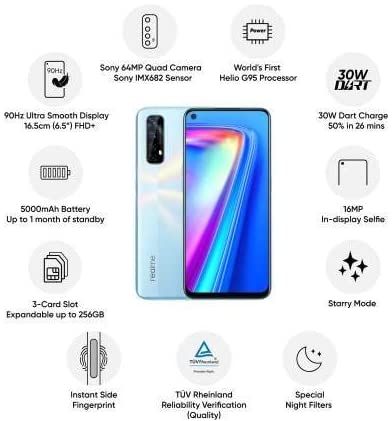 Power
Sony 64MP Quad Camera
Sony IMX682 Sensor
World's First
Helio G95 Processor
90Hz
90Hz Ultra Smooth Display
16.5cm (6.5") FHD+
30W
DART
30W Dart Charge
50% in 26 mins
5000mAh Battery
Up to 1 month of standby
16MP
In-display Selfie
realme
3-Card Slot
Expandable up to 256GB
Starry Mode
Instant Side
Fingerprint
TÜVRheinland
TÜV Rheinland
Reliability Verification
(Quality)
Special
Night Filters